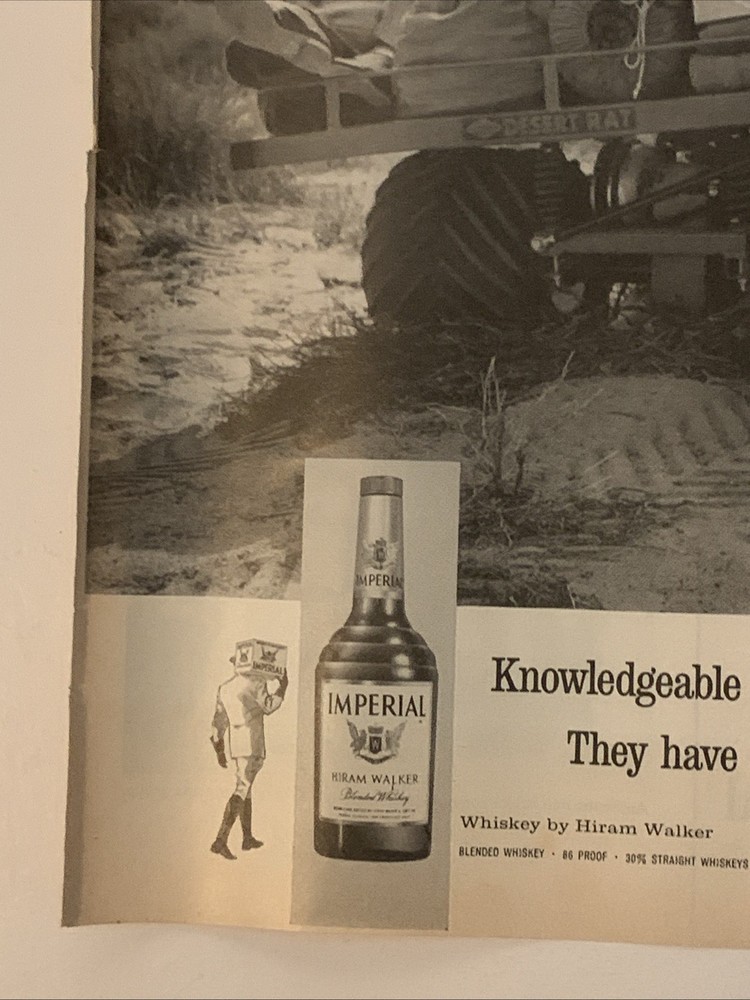 DESERT RAT
IMPERIAL
IMPERIAL
IMPERIAL
HIRAM WALKER
Blended Whiskey
Knowledgeable
They have
Whiskey by Hiram Walker
BLENDED WHISKEY · 86 PROOF · 30% STRAIGHT WHISKEYS